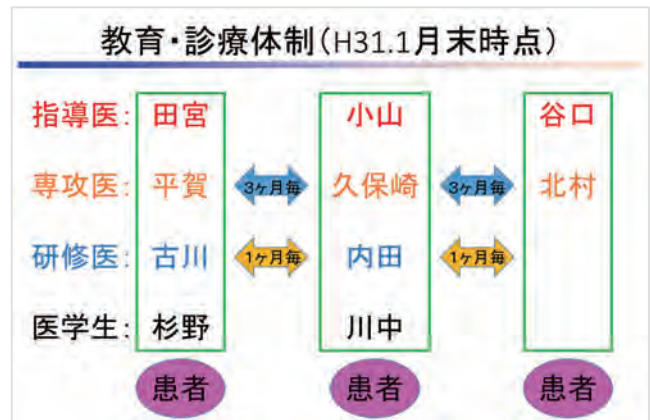 教育・診療体制(H31.1月末時点)
指導医: 田宮 小山 谷口
専攻医: 平賀 3ヶ月毎 久保崎 3ヶ月毎 北村
研修医: 古川 1ヶ月毎 内田 1ヶ月毎
医学生: 杉野 川中
患者 患者 患者